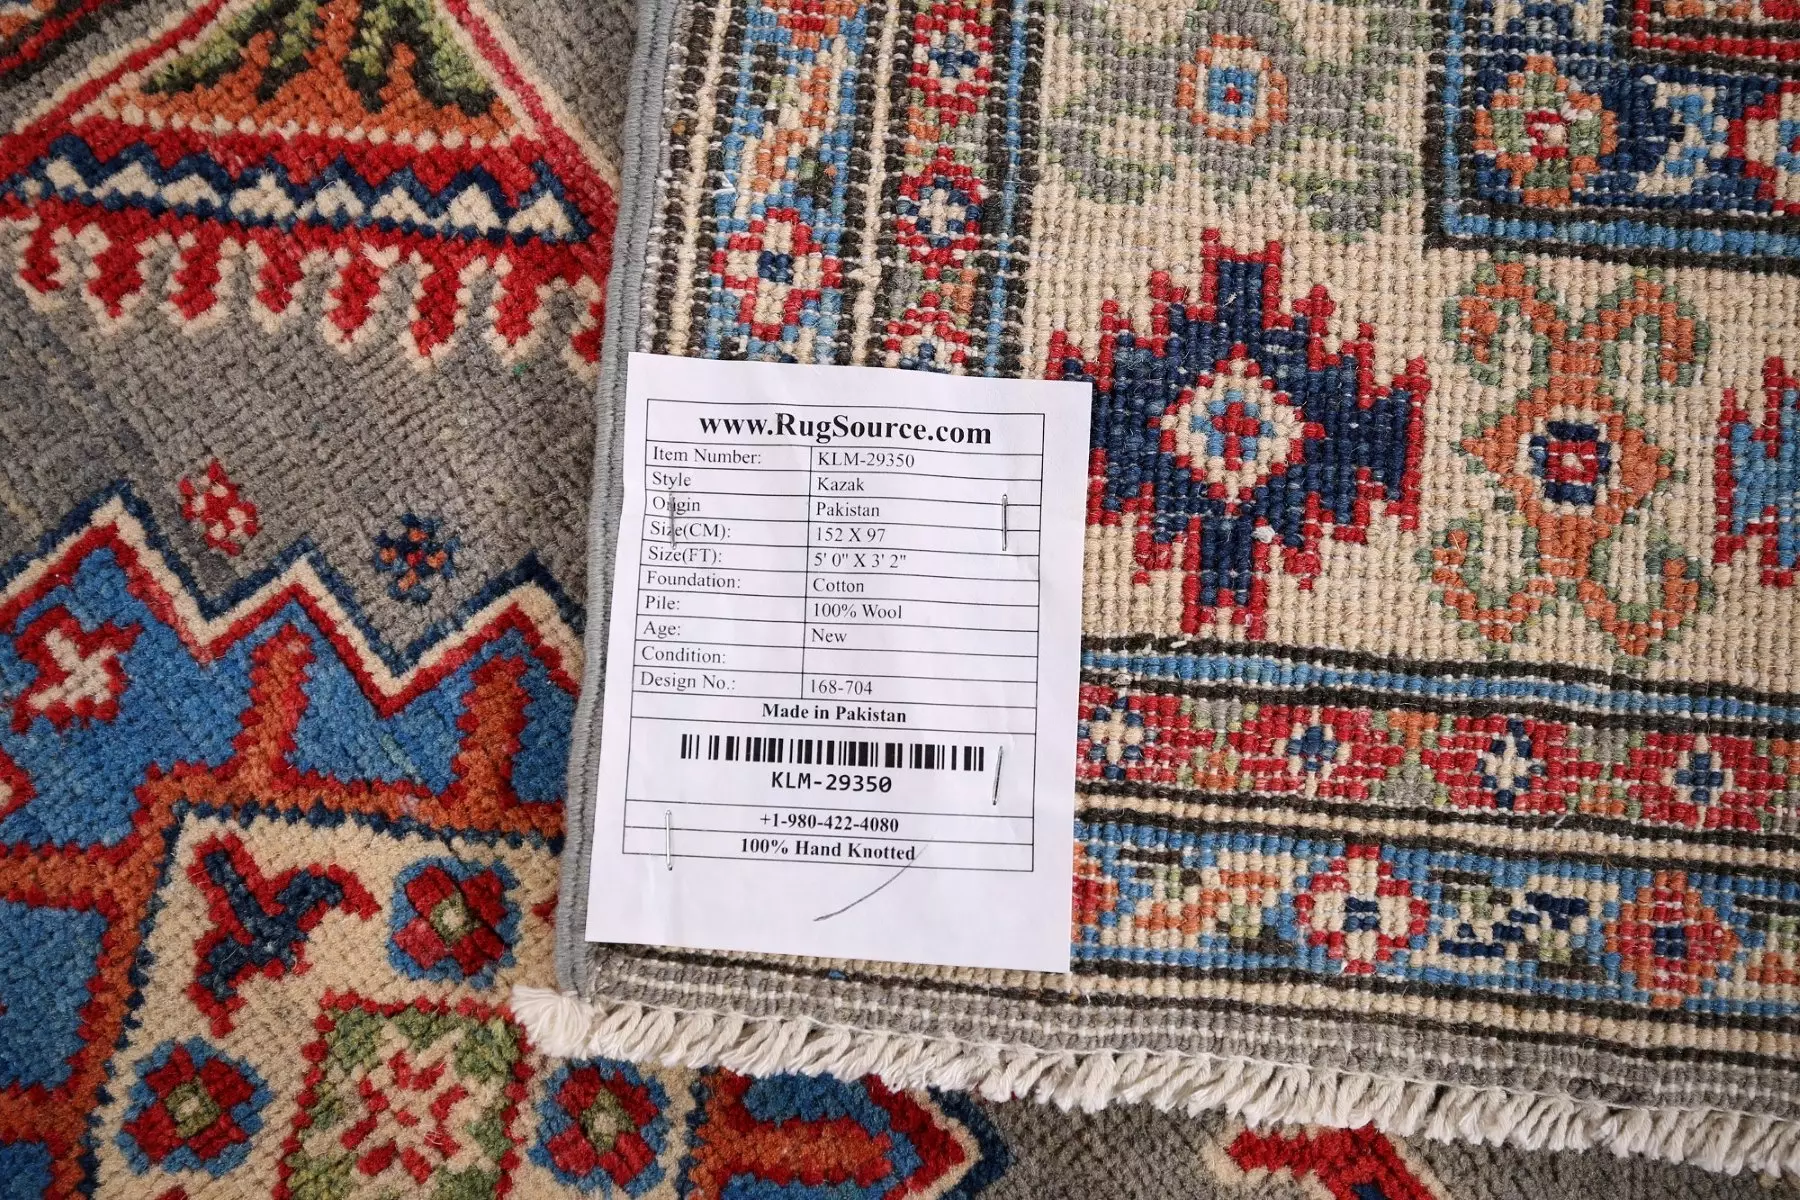 www.RugSource.com
Item Number: KLM-29350
Style Kazak
Origin Pakistan
Size(CM): 152 X 97
Size(FT): 5' 0" X 3' 2"
Foundation: Cotton
Pile: 100% Wool
Age: New
Condition:
Design No.: 168-704
Made in Pakistan
KLM-29350
+1-980-422-4080
100% Hand Knotted